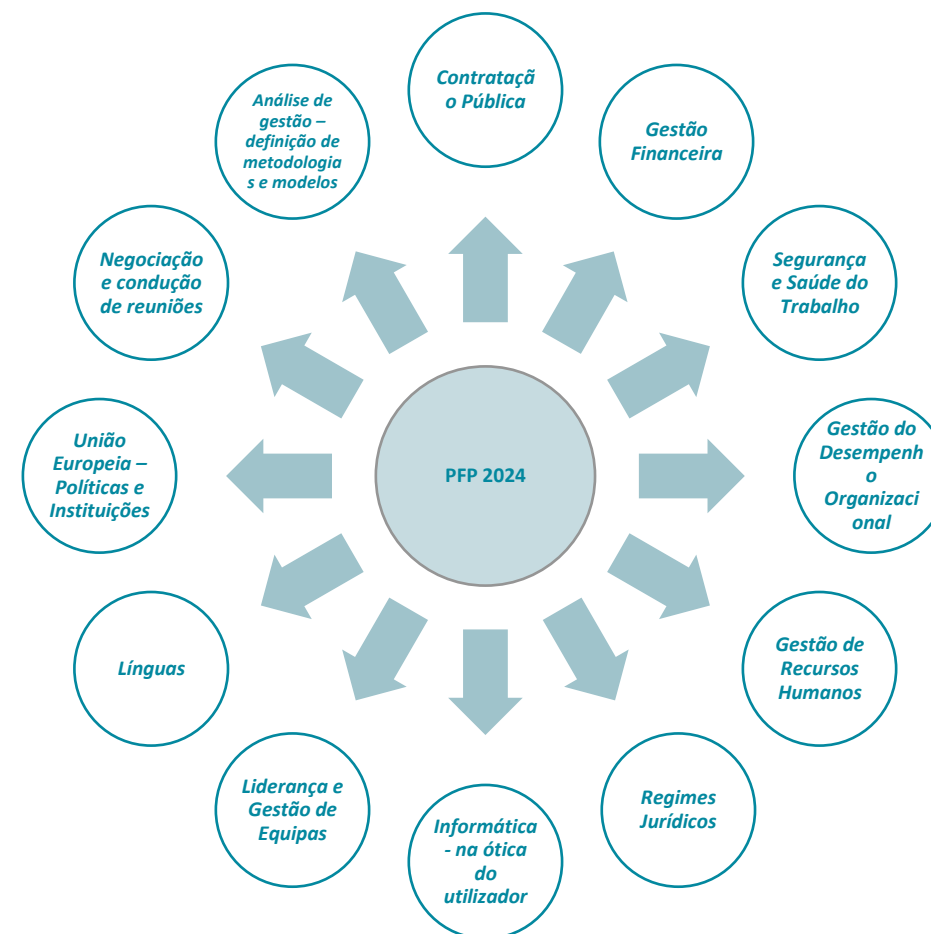 Contrataçã
o Pública
Gestão
Financeira
Segurança
e Saúde do
Trabalho
Gestão do
Desempenh
o
Organizaci
onal
Gestão de
Recursos
Humanos
Regimes
Jurídicos
Informática
- na ótica
do
utilizador
Liderança e
Gestão de
Equipas
Línguas
União
Europeia –
Políticas e
Instituições
Negociação
e condução
de reuniões
Análise de
gestão –
definição de
metodologia
s e modelos
PFP 2024